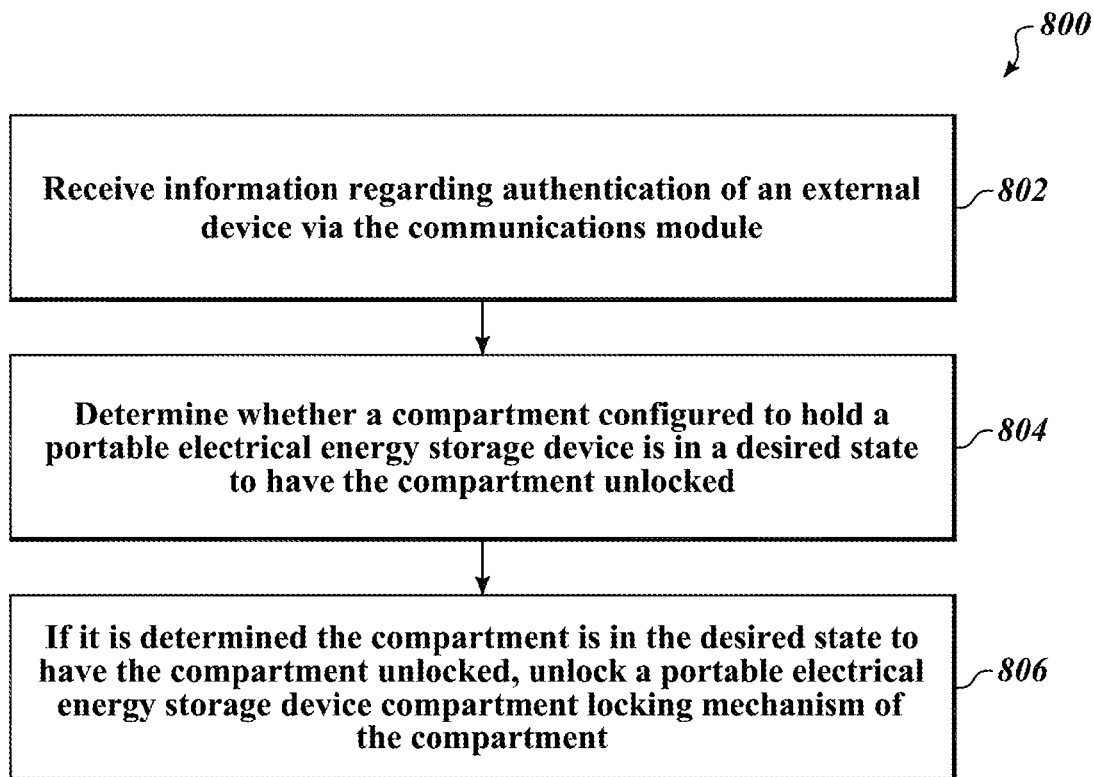 800
Receive information regarding authentication of an external
device via the communications module
802
Determine whether a compartment configured to hold a
portable electrical energy storage device is in a desired state
to have the compartment unlocked
804
If it is determined the compartment is in the desired state to
have the compartment unlocked, unlock a portable electrical
energy storage device compartment locking mechanism of
the compartment
806